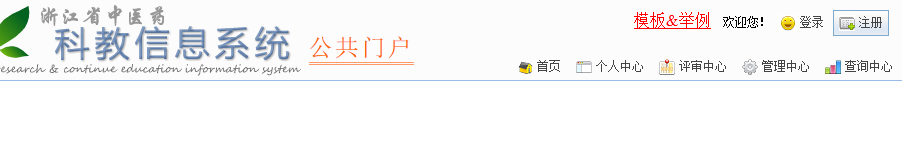 浙江省中医药
科教信息系统
公共门户
esearch & continue education information system
模板&举例 欢迎您! 登录 注册
首页 个人中心 评审中心 管理中心 查询中心